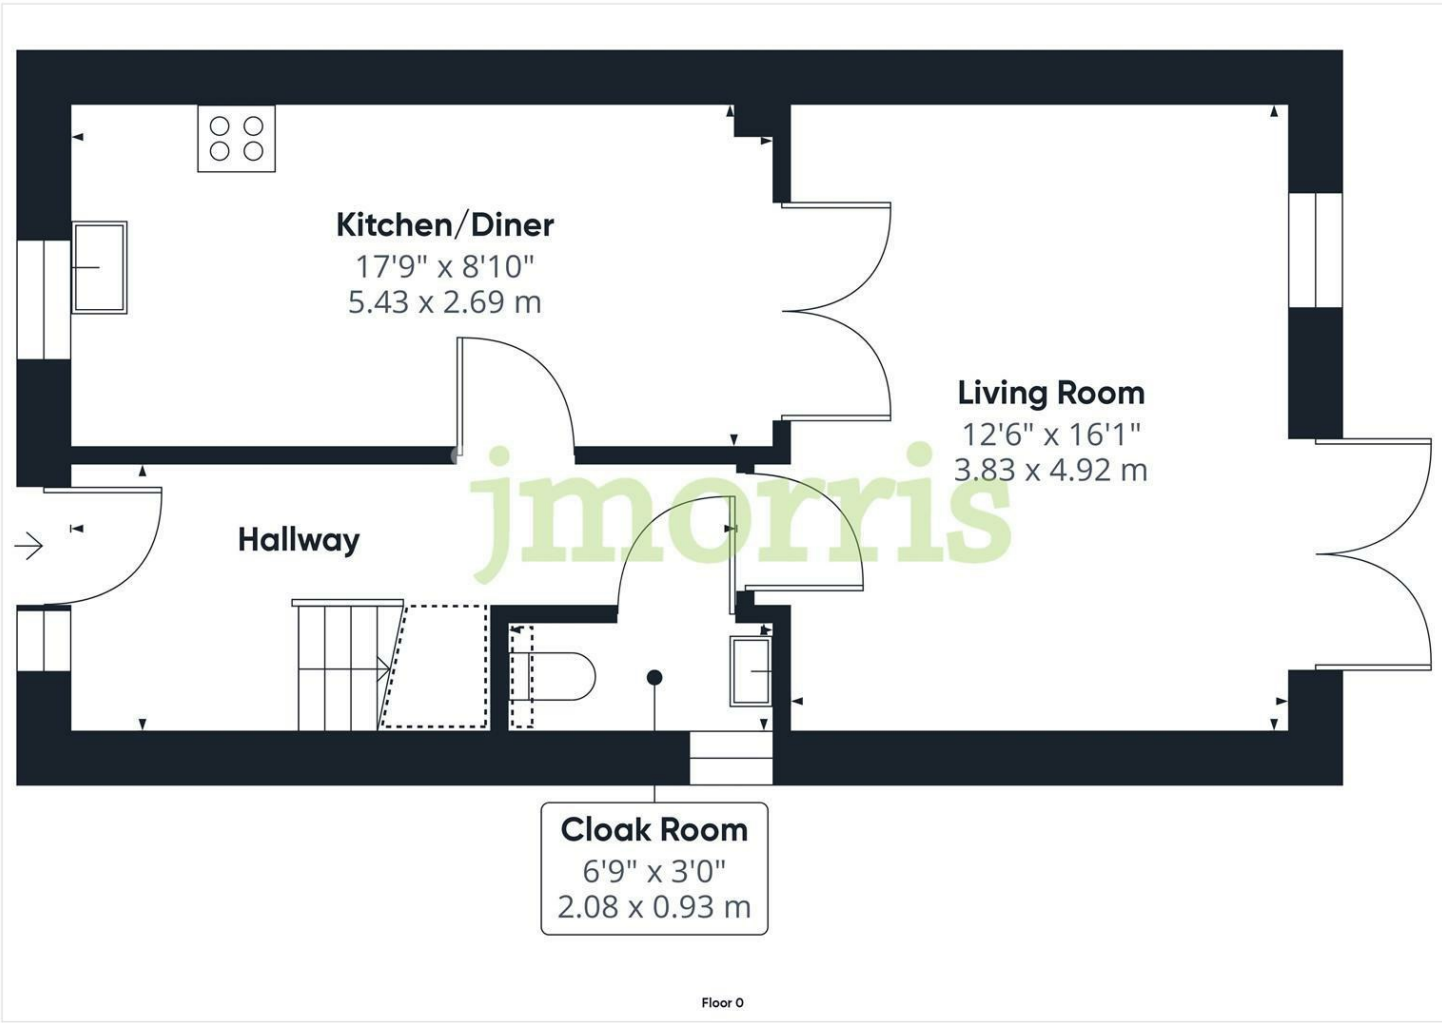 Kitchen/Diner
17'9" x 8'10"
5.43 x 2.69 m
Living Room
12'6" x 16'1"
3.83 x 4.92 m
jmorris
Hallway
Cloak Room
6'9" x 3'0"
2.08 x 0.93 m
Floor 0